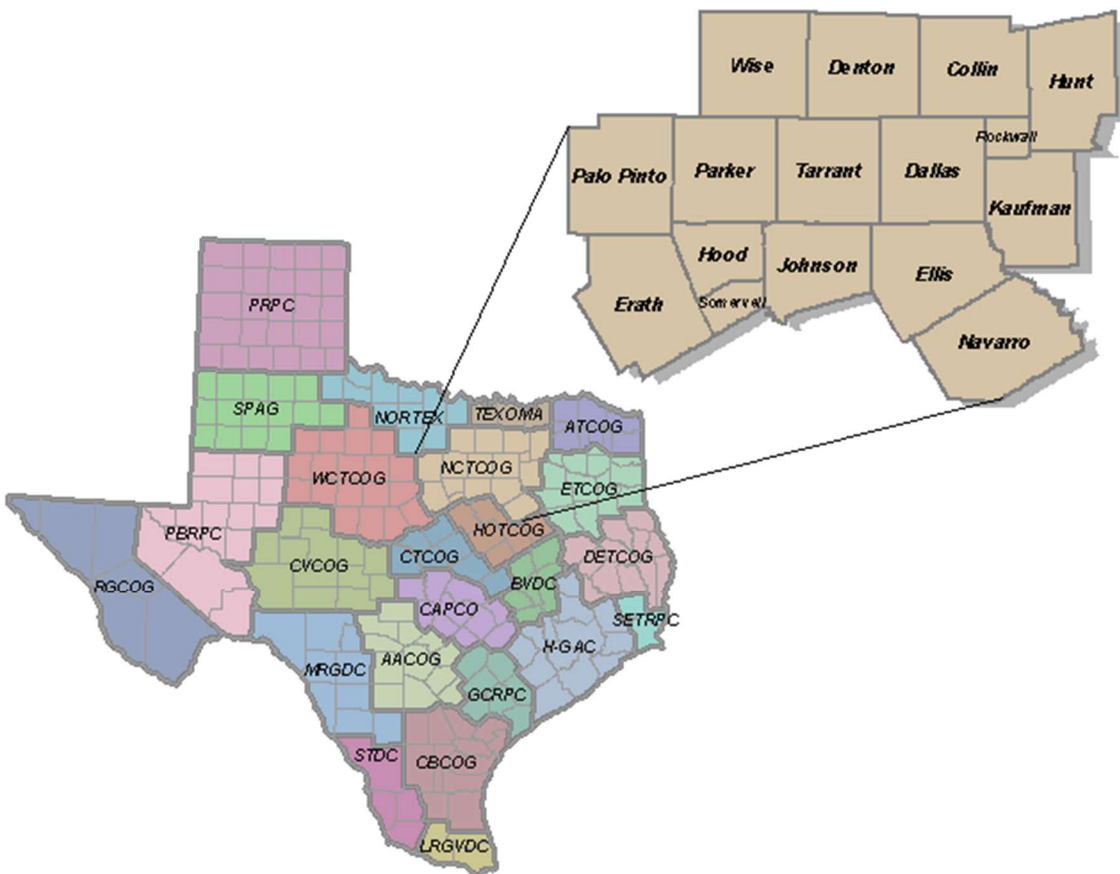 Wise
Denton
Collin
Hunt
Rockwall
Palo Pinto
Parker
Tarrant
Dallas
Kaufman
Hood
Johnson
Ellis
Erath
Somervell
Navarro
PRPC
SPAG
NORTEX
TEXOMA
ATCOG
WCTCOG
NCTCOG
ETCOG
HOTCOG
PBRPC
CTCOG
DETCOG
CVCOG
BVDC
RGCOG
CAPCO
SETRPC
H-GAC
AACOG
MRGDC
GCRPC
STDC
CBCOG
LRGVDC